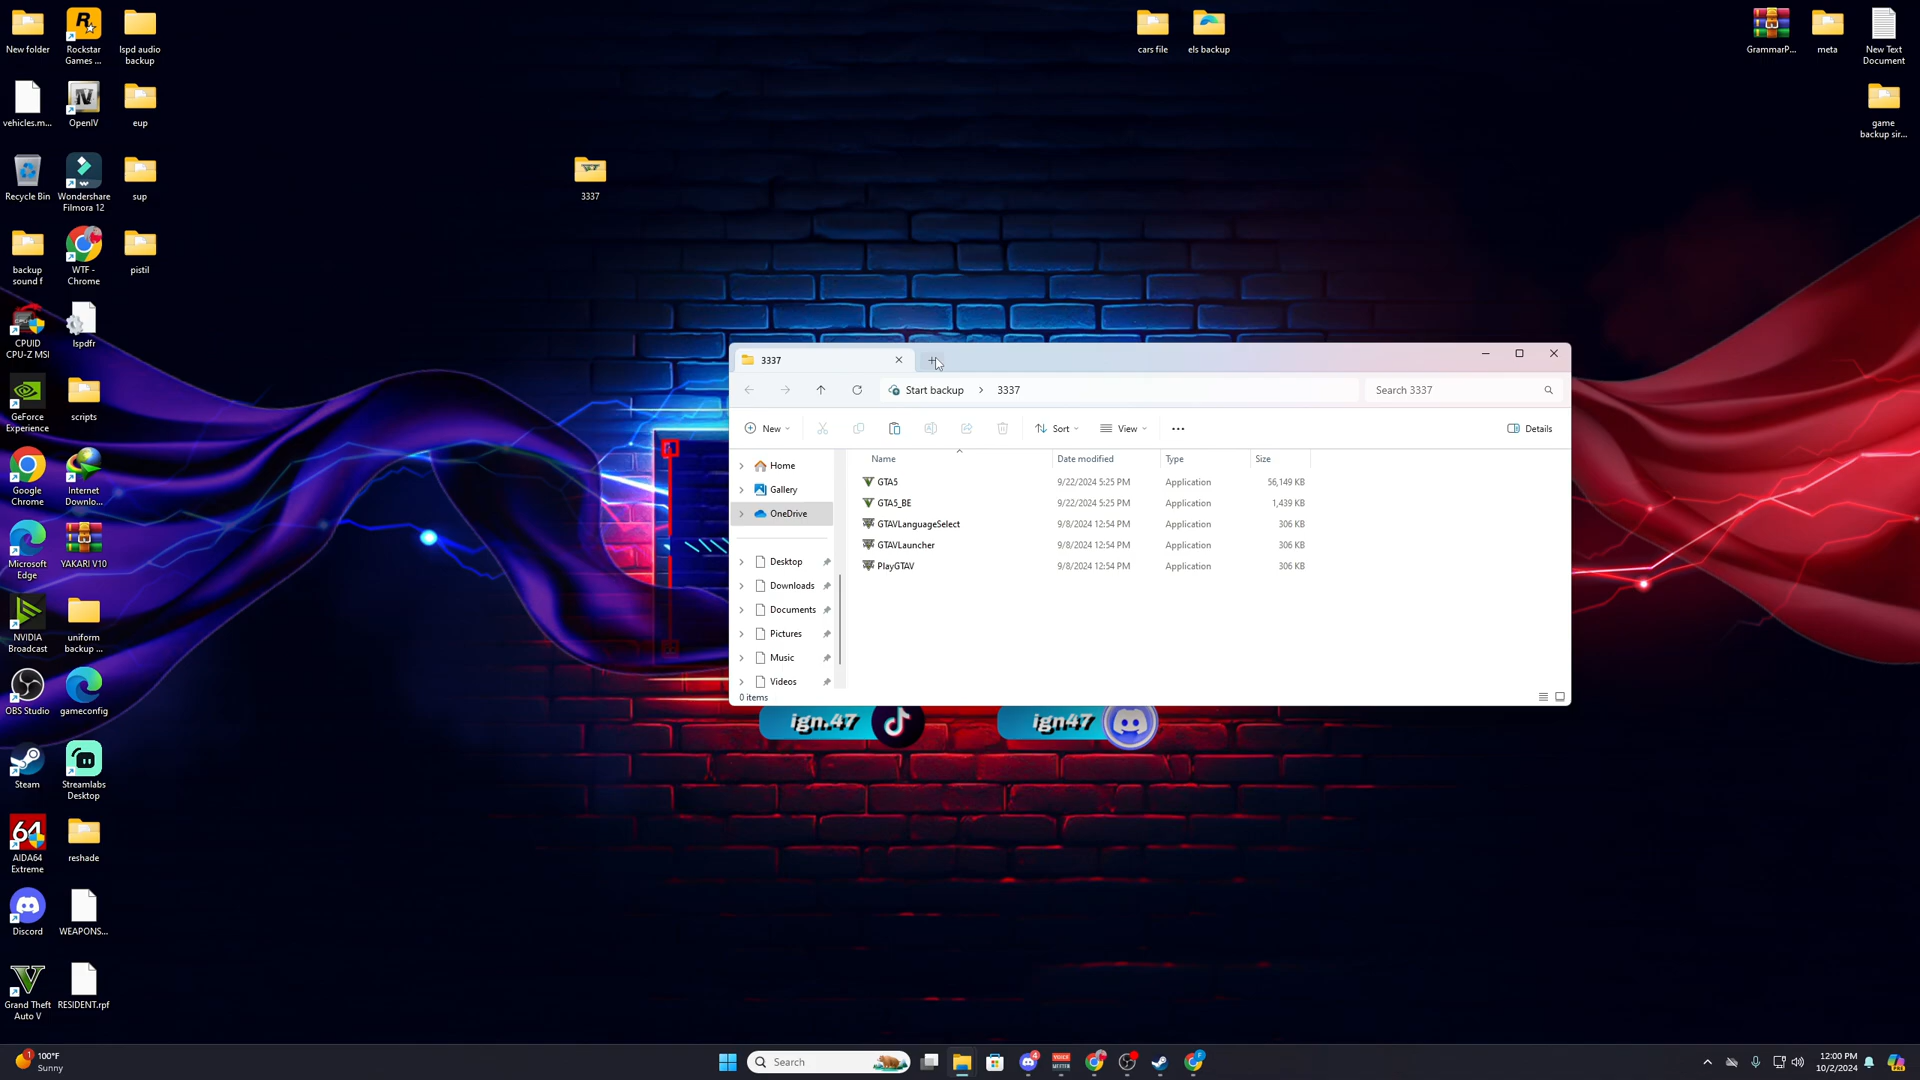 New folder
Rockstar
Games ...
lspd audio
backup
cars file
els backup
GrammarP...
meta
New Text
Document
vehicles.m...
OpenIV
eup
game
backup sir...
Recycle Bin
Wondershare
Filmora 12
sup
3337
backup
sound f
WTF -
Chrome
pistil
CPUID
CPU-Z MSI
lspdfr
GeForce
Experience
scripts
Google
Chrome
Internet
Downlo...
Microsoft
Edge
YAKARI V10
NVIDIA
Broadcast
uniform
backup ...
OBS Studio
gameconfig
Steam
Streamlabs
Desktop
64
AIDA64
Extreme
reshade
Discord
WEAPONS...
Grand Theft
Auto V
RESIDENT.rpf
3337
Start backup
3337
Search 3337
New
Sort
View
Details
Name
Date modified
Type
Size
Home
Gallery
OneDrive
Desktop
Downloads
Documents
Pictures
Music
Videos
GTA5 9/22/2024 5:25 PM Application 56,149 KB
GTA5_BE 9/22/2024 5:25 PM Application 1,439 KB
GTAVLanguageSelect 9/8/2024 12:54 PM Application 306 KB
GTAVLauncher 9/8/2024 12:54 PM Application 306 KB
PlayGTAV 9/8/2024 12:54 PM Application 306 KB
0 items
ign.47
ign47
100°F
Sunny
Search
12:00 PM
10/2/2024